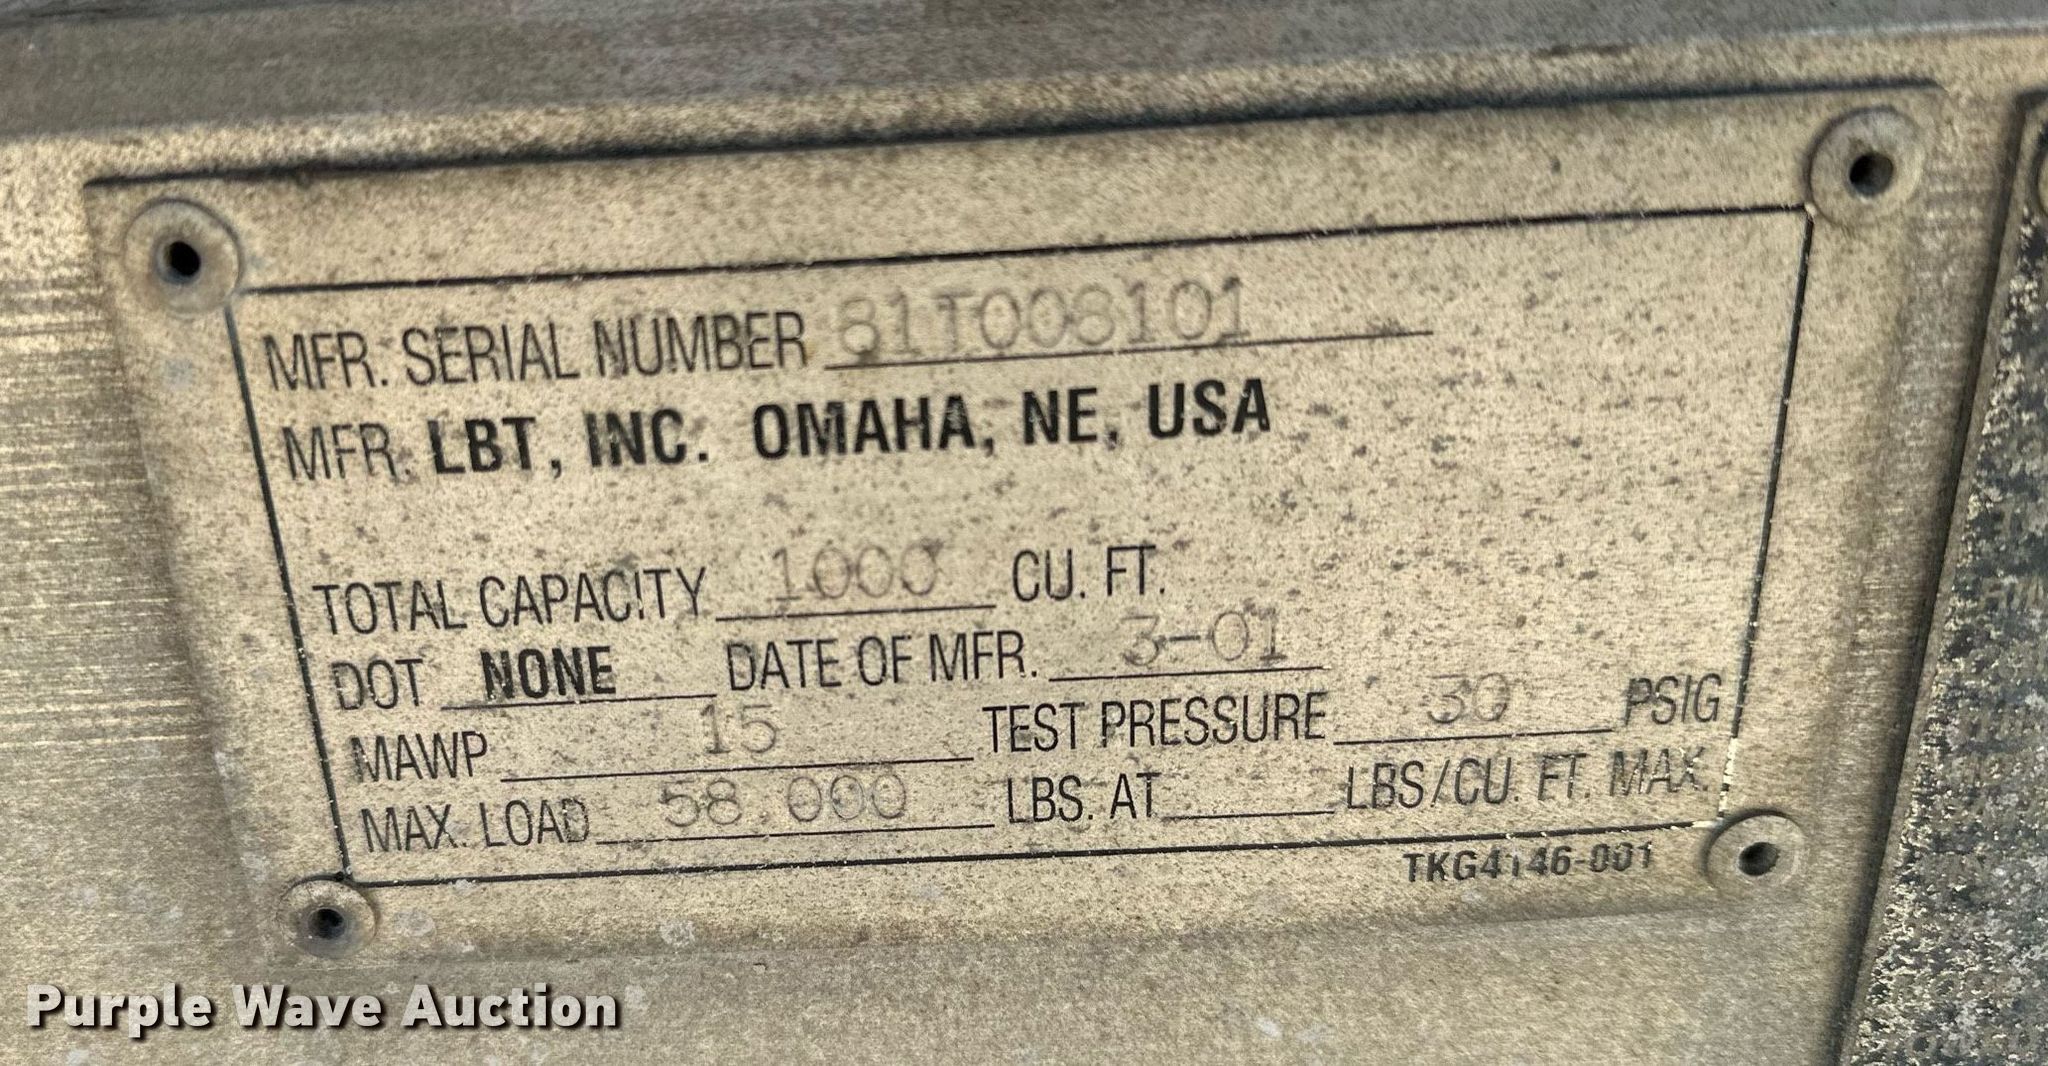 MFR. SERIAL NUMBER 81T008101
MFR. LBT, INC. OMAHA, NE, USA
TOTAL CAPACITY 1000 CU. FT.
DOT NONE DATE OF MFR. 3-01
MAWP 15 TEST PRESSURE 30 PSIG
MAX. LOAD 58,000 LBS. AT LBS/CU. FT. MAX.
TKG4146-001
Purple Wave Auction